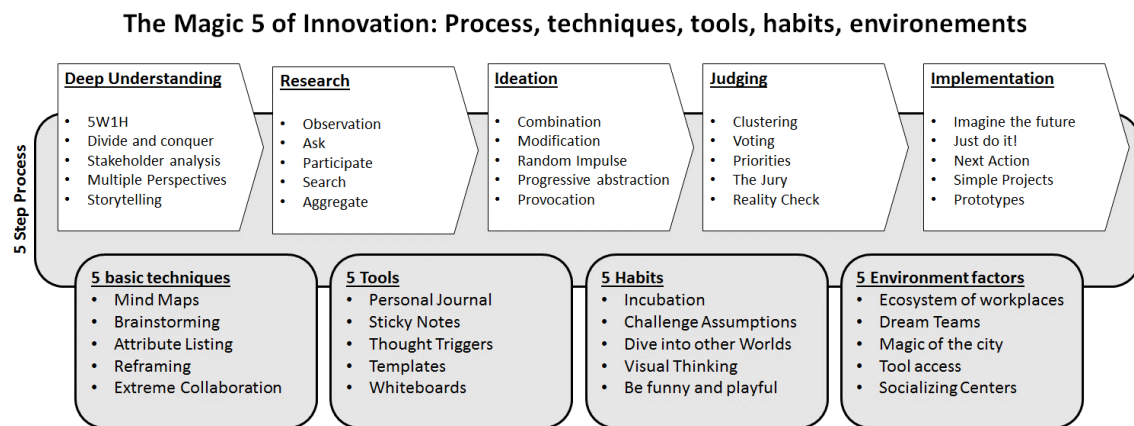 The Magic 5 of Innovation: Process, techniques, tools, habits, environements
5 Step Process
Deep Understanding
• 5W1H
• Divide and conquer
• Stakeholder analysis
• Multiple Perspectives
• Storytelling
Research
• Observation
• Ask
• Participate
• Search
• Aggregate
Ideation
• Combination
• Modification
• Random Impulse
• Progressive abstraction
• Provocation
Judging
• Clustering
• Voting
• Priorities
• The Jury
• Reality Check
Implementation
• Imagine the future
• Just do it!
• Next Action
• Simple Projects
• Prototypes
5 basic techniques
• Mind Maps
• Brainstorming
• Attribute Listing
• Reframing
• Extreme Collaboration
5 Tools
• Personal Journal
• Sticky Notes
• Thought Triggers
• Templates
• Whiteboards
5 Habits
• Incubation
• Challenge Assumptions
• Dive into other Worlds
• Visual Thinking
• Be funny and playful
5 Environment factors
• Ecosystem of workplaces
• Dream Teams
• Magic of the city
• Tool access
• Socializing Centers